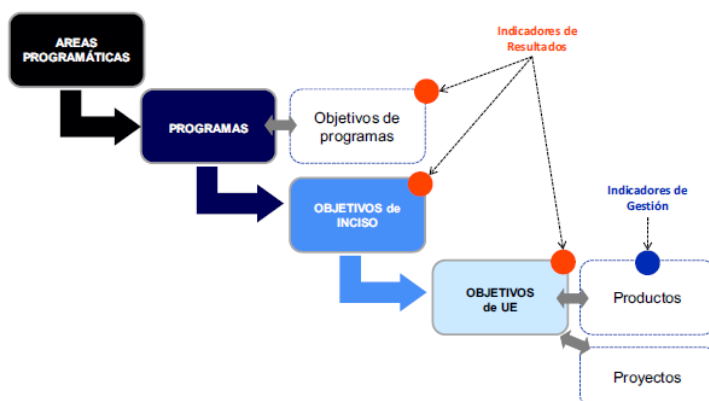 Indicadores de
Resultados
AREAS
PROGRAMÁTICAS
PROGRAMAS
Objetivos de
programas
OBJETIVOS de
INCISO
Indicadores de
Gestión
OBJETIVOS
de UE
Productos
Proyectos